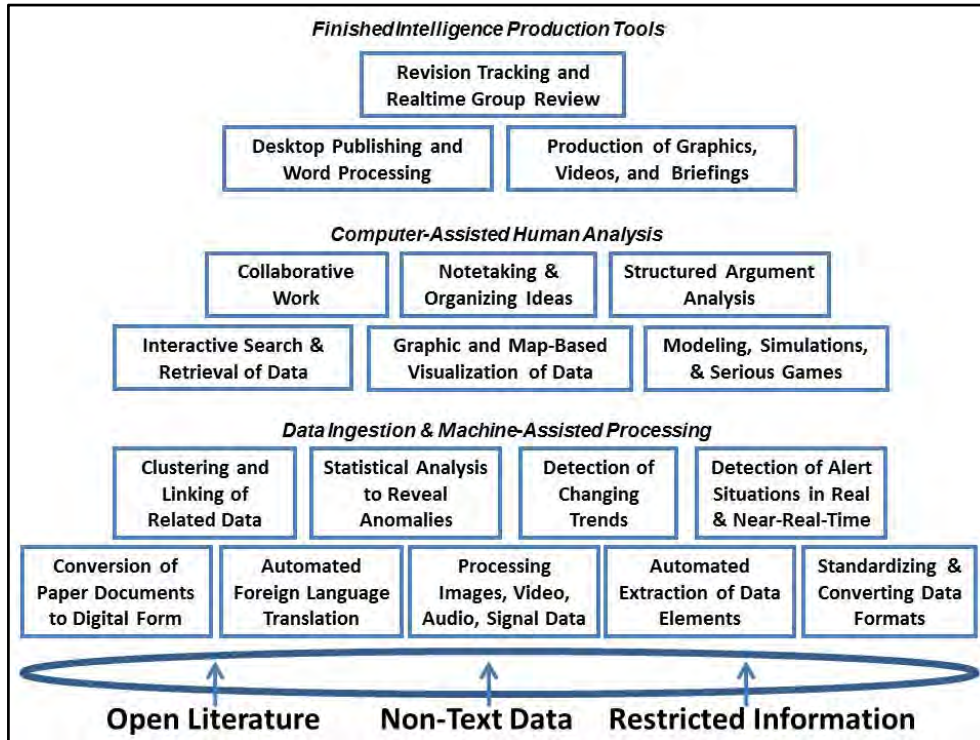 Finished Intelligence Production Tools
Revision Tracking and
Realtime Group Review
Desktop Publishing and
Word Processing
Production of Graphics,
Videos, and Briefings
Computer-Assisted Human Analysis
Collaborative
Work
Notetaking &
Organizing Ideas
Structured Argument
Analysis
Interactive Search &
Retrieval of Data
Graphic and Map-Based
Visualization of Data
Modeling, Simulations,
& Serious Games
Data Ingestion & Machine-Assisted Processing
Clustering and
Linking of
Related Data
Statistical Analysis
to Reveal
Anomalies
Detection of
Changing
Trends
Detection of Alert
Situations in Real
& Near-Real-Time
Conversion of
Paper Documents
to Digital Form
Automated
Foreign Language
Translation
Processing
Images, Video,
Audio, Signal Data
Automated
Extraction of Data
Elements
Standardizing &
Converting Data
Formats
Open Literature
Non-Text Data
Restricted Information